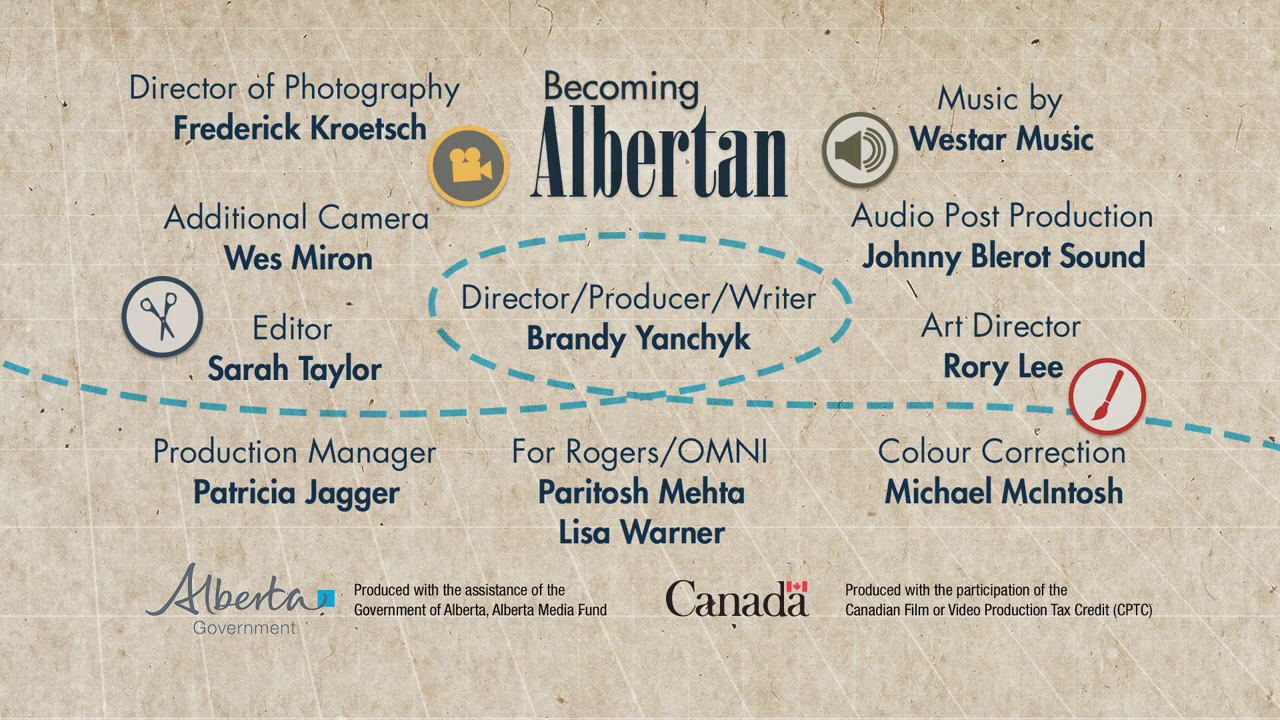 Director of Photography
Frederick Kroetsch
Additional Camera
Wes Miron
Editor
Sarah Taylor
Becoming
Albertan
Director/Producer/Writer
Brandy Yanchyk
Music by
Westar Music
Audio Post Production
Johnny Blerot Sound
Art Director
Rory Lee
Production Manager
Patricia Jagger
For Rogers/OMNI
Paritosh Mehta
Lisa Warner
Colour Correction
Michael McIntosh
Alberta
Government
Produced with the assistance of the
Government of Alberta, Alberta Media Fund
Canada
Produced with the participation of the
Canadian Film or Video Production Tax Credit (CPTC)